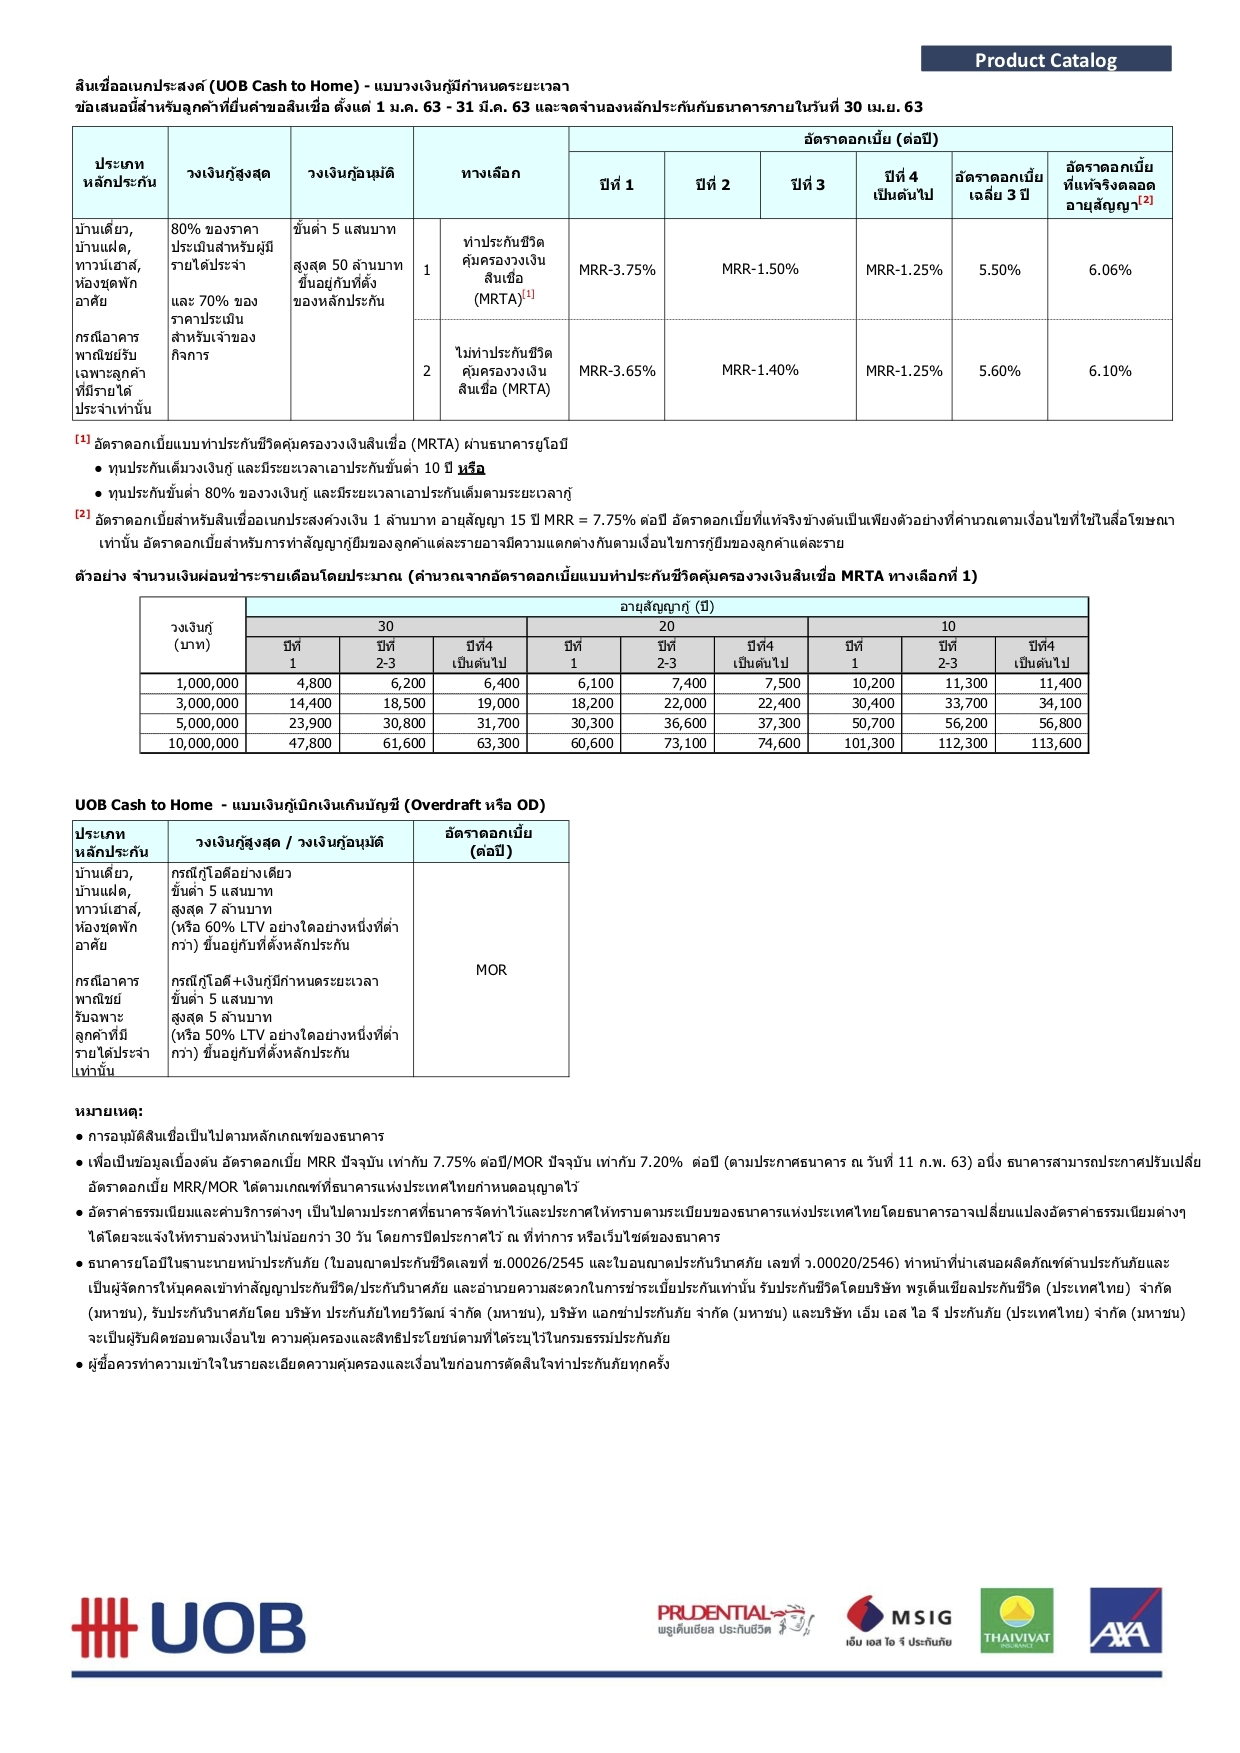 Product Catalog
สินเชื่ออเนกประสงค์ (UOB Cash to Home) - แบบวงเงินกู้มีกำหนดระยะเวลา
ข้อเสนอนี้สำหรับลูกค้าที่ยื่นคำขอสินเชื่อ ตั้งแต่ 1 ม.ค. 63 - 31 มี.ค. 63 และจดจำนองหลักประกันกับธนาคารภายในวันที่ 30 เม.ย. 63
ประเภท
หลักประกัน
วงเงินกู้สูงสุด
วงเงินกู้อนุมัติ
ทางเลือก
อัตราดอกเบี้ย (ต่อปี)
ปีที่ 1
ปีที่ 2
ปีที่ 3
ปีที่ 4
เป็นต้นไป
อัตราดอกเบี้ย
เฉลี่ย 3 ปี
อัตราดอกเบี้ย
ที่แท้จริงตลอด
อายุสัญญา[2]
บ้านเดี่ยว,
บ้านแฝด,
ทาวน์เฮาส์,
ห้องชุดพัก
อาศัย
กรณีอาคาร
พาณิชย์รับ
เฉพาะลูกค้า
ที่มีรายได้
ประจำเท่านั้น
80% ของราคา
ประเมินสำหรับผู้มี
รายได้ประจำ
และ 70% ของ
ราคาประเมิน
สำหรับเจ้าของ
กิจการ
ขั้นต่ำ 5 แสนบาท
สูงสุด 50 ล้านบาท
ขึ้นอยู่กับที่ตั้ง
ของหลักประกัน
1
ทำประกันชีวิต
คุ้มครองวงเงิน
สินเชื่อ
(MRTA)[1]
MRR-3.75%
MRR-1.50%
MRR-1.25%
5.50%
6.06%
2
ไม่ทำประกันชีวิต
คุ้มครองวงเงิน
สินเชื่อ (MRTA)
MRR-3.65%
MRR-1.40%
MRR-1.25%
5.60%
6.10%
[1] อัตราดอกเบี้ยแบบทำประกันชีวิตคุ้มครองวงเงินสินเชื่อ (MRTA) ผ่านธนาคารยูโอบี
● ทุนประกันเต็มวงเงินกู้ และมีระยะเวลาเอาประกันขั้นต่ำ 10 ปี หรือ
● ทุนประกันขั้นต่ำ 80% ของวงเงินกู้ และมีระยะเวลาเอาประกันเต็มตามระยะเวลากู้
[2] อัตราดอกเบี้ยสำหรับสินเชื่ออเนกประสงค์วงเงิน 1 ล้านบาท อายุสัญญา 15 ปี MRR = 7.75% ต่อปี อัตราดอกเบี้ยที่แท้จริงข้างต้นเป็นเพียงตัวอย่างที่คำนวณตามเงื่อนไขที่ใช้ในสื่อโฆษณา
เท่านั้น อัตราดอกเบี้ยสำหรับการทำสัญญากู้ยืมของลูกค้าแต่ละรายอาจมีความแตกต่างกันตามเงื่อนไขการกู้ยืมของลูกค้าแต่ละราย
ตัวอย่าง จำนวนเงินผ่อนชำระรายเดือนโดยประมาณ (คำนวณจากอัตราดอกเบี้ยแบบทำประกันชีวิตคุ้มครองวงเงินสินเชื่อ MRTA ทางเลือกที่ 1)
วงเงินกู้
(บาท)
อายุสัญญากู้ (ปี)
30 20 10
ปีที่ ปีที่ ปีที่4 ปีที่ ปีที่ ปีที่4 ปีที่ ปีที่ ปีที่4
1 2-3 เป็นต้นไป 1 2-3 เป็นต้นไป 1 2-3 เป็นต้นไป
1,000,000 4,800 6,200 6,400 6,100 7,400 7,500 10,200 11,300 11,400
3,000,000 14,400 18,500 19,000 18,200 22,000 22,400 30,400 33,700 34,100
5,000,000 23,900 30,800 31,700 30,300 36,600 37,300 50,700 56,200 56,800
10,000,000 47,800 61,600 63,300 60,600 73,100 74,600 101,300 112,300 113,600
UOB Cash to Home - แบบเงินกู้เบิกเงินเกินบัญชี (Overdraft หรือ OD)
ประเภท
หลักประกัน
วงเงินกู้สูงสุด / วงเงินกู้อนุมัติ
อัตราดอกเบี้ย
(ต่อปี)
บ้านเดี่ยว,
บ้านแฝด,
ทาวน์เฮาส์,
ห้องชุดพัก
อาศัย
กรณีอาคาร
พาณิชย์
รับเฉพาะ
ลูกค้าที่มี
รายได้ประจำ
เท่านั้น
กรณีกู้โอดีอย่างเดียว
ขั้นต่ำ 5 แสนบาท
สูงสุด 7 ล้านบาท
(หรือ 60% LTV อย่างใดอย่างหนึ่งที่ต่ำ
กว่า) ขึ้นอยู่กับที่ตั้งหลักประกัน
กรณีกู้โอดี+เงินกู้มีกำหนดระยะเวลา
ขั้นต่ำ 5 แสนบาท
สูงสุด 5 ล้านบาท
(หรือ 50% LTV อย่างใดอย่างหนึ่งที่ต่ำ
กว่า) ขึ้นอยู่กับที่ตั้งหลักประกัน
MOR
หมายเหตุ:
● การอนุมัติสินเชื่อเป็นไปตามหลักเกณฑ์ของธนาคาร
● เพื่อเป็นข้อมูลเบื้องต้น อัตราดอกเบี้ย MRR ปัจจุบัน เท่ากับ 7.75% ต่อปี/MOR ปัจจุบัน เท่ากับ 7.20% ต่อปี (ตามประกาศธนาคาร ณ วันที่ 11 ก.พ. 63) อนึ่ง ธนาคารสามารถประกาศปรับเปลี่ย
อัตราดอกเบี้ย MRR/MOR ได้ตามเกณฑ์ที่ธนาคารแห่งประเทศไทยกำหนดอนุญาตไว้
● อัตราค่าธรรมเนียมและค่าบริการต่างๆ เป็นไปตามประกาศที่ธนาคารจัดทำไว้และประกาศให้ทราบตามระเบียบของธนาคารแห่งประเทศไทยโดยธนาคารอาจเปลี่ยนแปลงอัตราค่าธรรมเนียมต่างๆ
ได้โดยจะแจ้งให้ทราบล่วงหน้าไม่น้อยกว่า 30 วัน โดยการปิดประกาศไว้ ณ ที่ทำการ หรือเว็บไซต์ของธนาคาร
● ธนาคารยูโอบีในฐานะนายหน้าประกันภัย (ใบอนุญาตประกันชีวิตเลขที่ ช.00026/2545 และใบอนุญาตประกันวินาศภัย เลขที่ ว.00020/2546) ทำหน้าที่นำเสนอผลิตภัณฑ์ด้านประกันภัยและ
เป็นผู้จัดการให้บุคคลเข้าทำสัญญาประกันชีวิต/ประกันวินาศภัย และอำนวยความสะดวกในการชำระเบี้ยประกันเท่านั้น รับประกันชีวิตโดยบริษัท พรูเด็นเชียลประกันชีวิต (ประเทศไทย) จำกัด
(มหาชน), รับประกันวินาศภัยโดย บริษัท ประกันภัยไทยวิวัฒน์ จำกัด (มหาชน), บริษัท แอกซ่าประกันภัย จำกัด (มหาชน) และบริษัท เอ็ม เอส ไอ จี ประกันภัย (ประเทศไทย) จำกัด (มหาชน)
จะเป็นผู้รับผิดชอบตามเงื่อนไข ความคุ้มครองและสิทธิประโยชน์ตามที่ได้ระบุไว้ในกรมธรรม์ประกันภัย
● ผู้ซื้อควรทำความเข้าใจในรายละเอียดความคุ้มครองและเงื่อนไขก่อนการตัดสินใจทำประกันภัยทุกครั้ง
UOB
PRUDENTIAL
พรูเด็นเชียล ประกันชีวิต
MSIG
เอ็ม เอส ไอ จี ประกันภัย
THAIVIVAT
INSURANCE
AXA